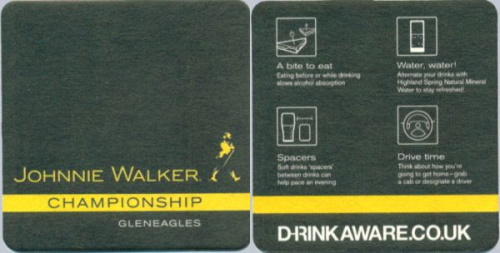 JOHNNIE WALKER®
CHAMPIONSHIP
GLENEAGLES
A bite to eat
Eating before or while drinking
slows alcohol absorption
Water, water!
Alternate your drinks with
Highland Spring Natural Mineral
Water to stay refreshed!
Spacers
Soft drinks 'spacers'
between drinks can
help pace an evening
Drive time
Think about how you're
going to get home - grab
a cab or designate a driver
DRINKAWARE.CO.UK